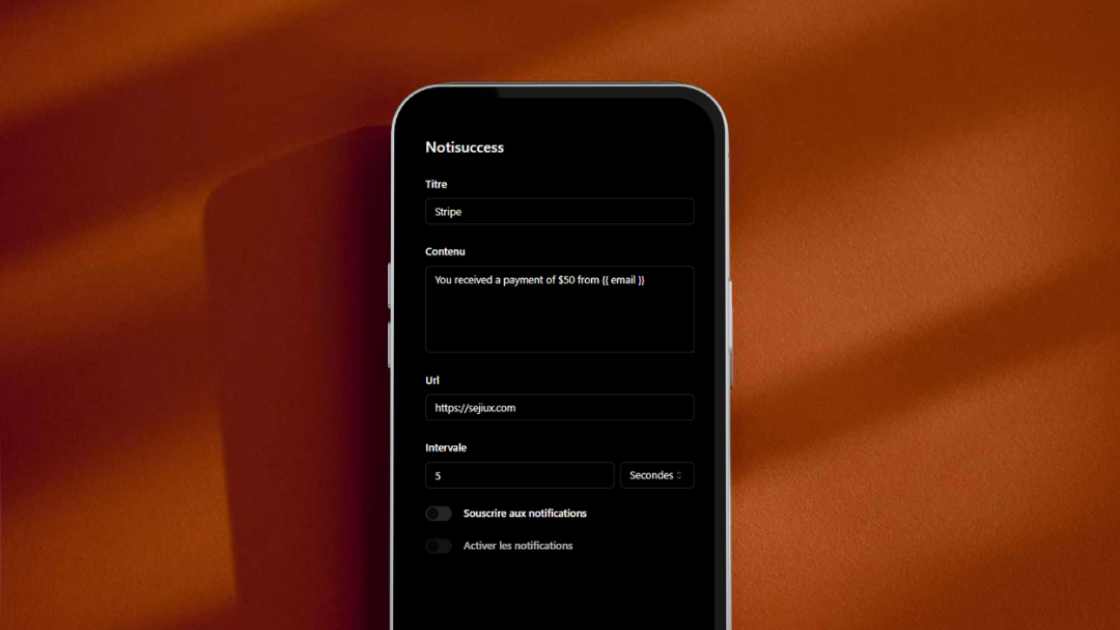 Notisuccess
Titre
Stripe
Contenu
You received a payment of $50 from {{ email }}
Url
https://sejiux.com
Intervale
5 Secondes
Souscrire aux notifications
Activer les notifications